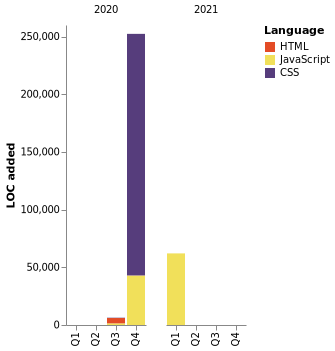 2020
2021
Language
HTML
JavaScript
CSS
LOC added
250,000
200,000
150,000
100,000
50,000
0
Q1 Q2 Q3 Q4 Q1 Q2 Q3 Q4